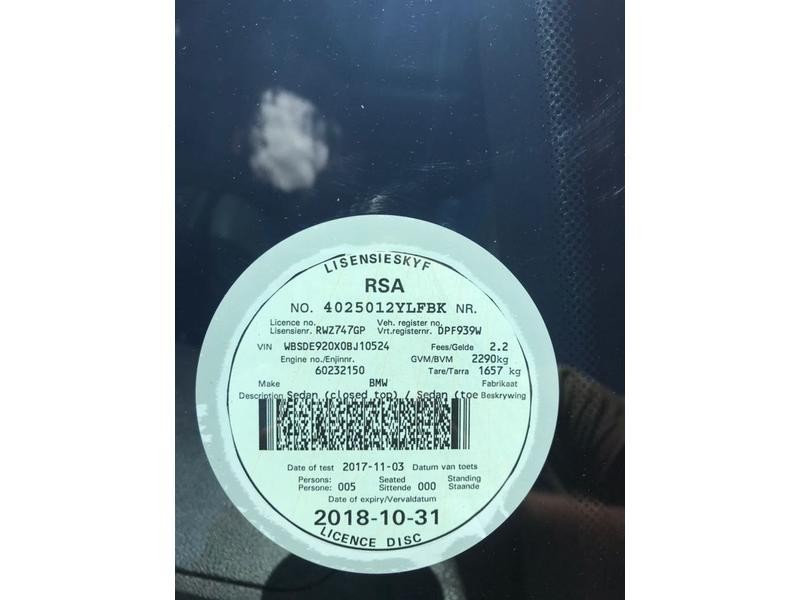 LISENSIESKYF
RSA
NO. 4025012YLFBK NR.
Licence no. Veh. register no.
Lisensienr. RWZ747GP Vrt.registernr. DPF939W
VIN WBSDE920X0BJ10524 Fees/Gelde 2.2
Engine no./Enjinnr. GVM/BVM 2290kg
60232150 Tare/Tarra 1657 kg
Make BMW Fabrikaat
Description Sedan (closed top) / Sedan (toe Beskrywing
Date of test 2017-11-03 Datum van toets
Persons: Seated Standing
Persone: 005 Sittende 000 Staande
Date of expiry/Vervaldatum
2018-10-31
LICENCE DISC